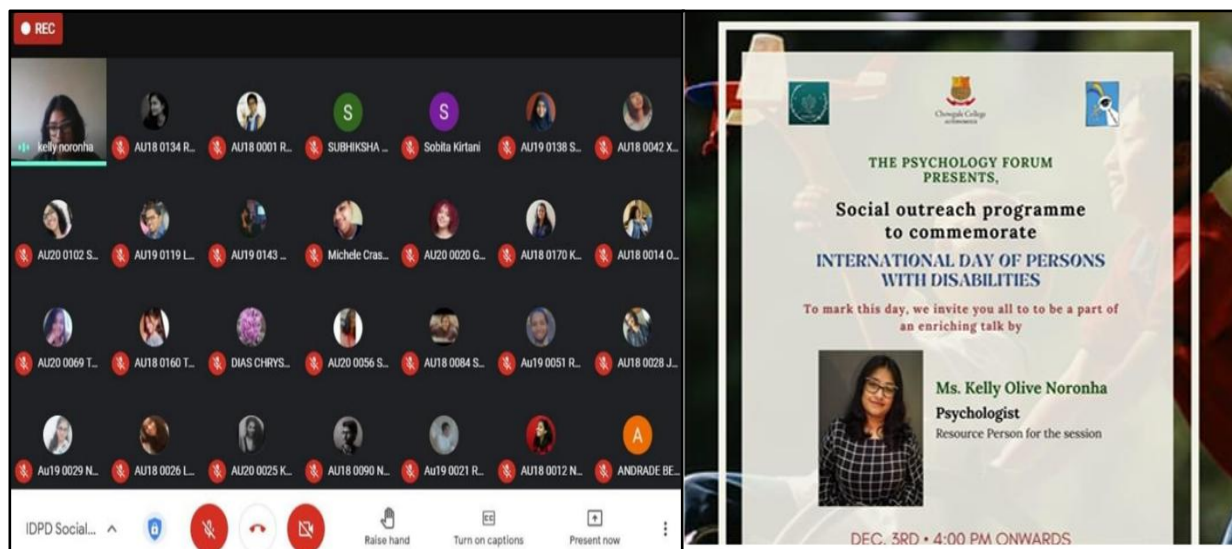 REC
kelly noronha
AU18 0134 R...
AU18 0001 R...
S
SUBHIKSHA ...
S
Sobita Kirtani
AU19 0138 S...
AU18 0042 X...
AU20 0102 S...
AU19 0119 L...
AU19 0143 ...
Michele Cras...
AU20 0020 G...
AU18 0170 K...
AU18 0014 O...
AU20 0069 T...
AU18 0160 T...
DIAS CHRYS...
AU20 0056 S...
AU18 0084 S...
Au19 0051 R...
AU18 0028 J...
Au19 0029 N...
AU18 0026 L...
AU20 0025 K...
AU18 0090 N...
Au19 0021 R...
AU18 0012 N...
A
ANDRADE BE...
IDPD Social...
Raise hand
CC
Turn on captions
Present now
Chowgule College
AUTONOMOUS
THE PSYCHOLOGY FORUM
PRESENTS,
Social outreach programme
to commemorate
INTERNATIONAL DAY OF PERSONS
WITH DISABILITIES
To mark this day, we invite you all to to be a part of
an enriching talk by
Ms. Kelly Olive Noronha
Psychologist
Resource Person for the session
DEC. 3RD • 4:00 PM ONWARDS